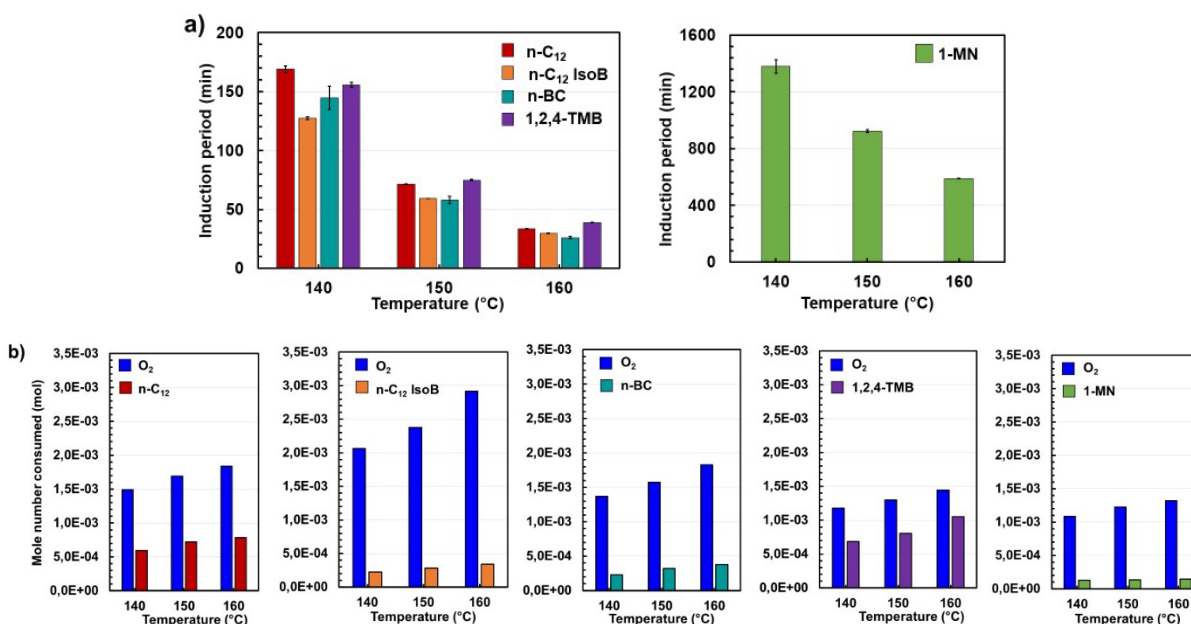 a)
Induction period (min)
200
150
100
50
0
n-C12
n-C12 IsoB
n-BC
1,2,4-TMB
140 150 160
Temperature (°C)
Induction period (min)
1600
1200
800
400
0
1-MN
140 150 160
Temperature (°C)
b)
Mole number consumed (mol)
3,5E-03
3,0E-03
2,5E-03
2,0E-03
1,5E-03
1,0E-03
5,0E-04
0,0E+00
O2
n-C12
140 150 160
Temperature (°C)
3,5E-03
3,0E-03
2,5E-03
2,0E-03
1,5E-03
1,0E-03
5,0E-04
0,0E+00
O2
n-C12 IsoB
140 150 160
Temperature (°C)
3,5E-03
3,0E-03
2,5E-03
2,0E-03
1,5E-03
1,0E-03
5,0E-04
0,0E+00
O2
n-BC
140 150 160
Temperature (°C)
3,5E-03
3,0E-03
2,5E-03
2,0E-03
1,5E-03
1,0E-03
5,0E-04
0,0E+00
O2
1,2,4-TMB
140 150 160
Temperature (°C)
3,5E-03
3,0E-03
2,5E-03
2,0E-03
1,5E-03
1,0E-03
5,0E-04
0,0E+00
O2
1-MN
140 150 160
Temperature (°C)